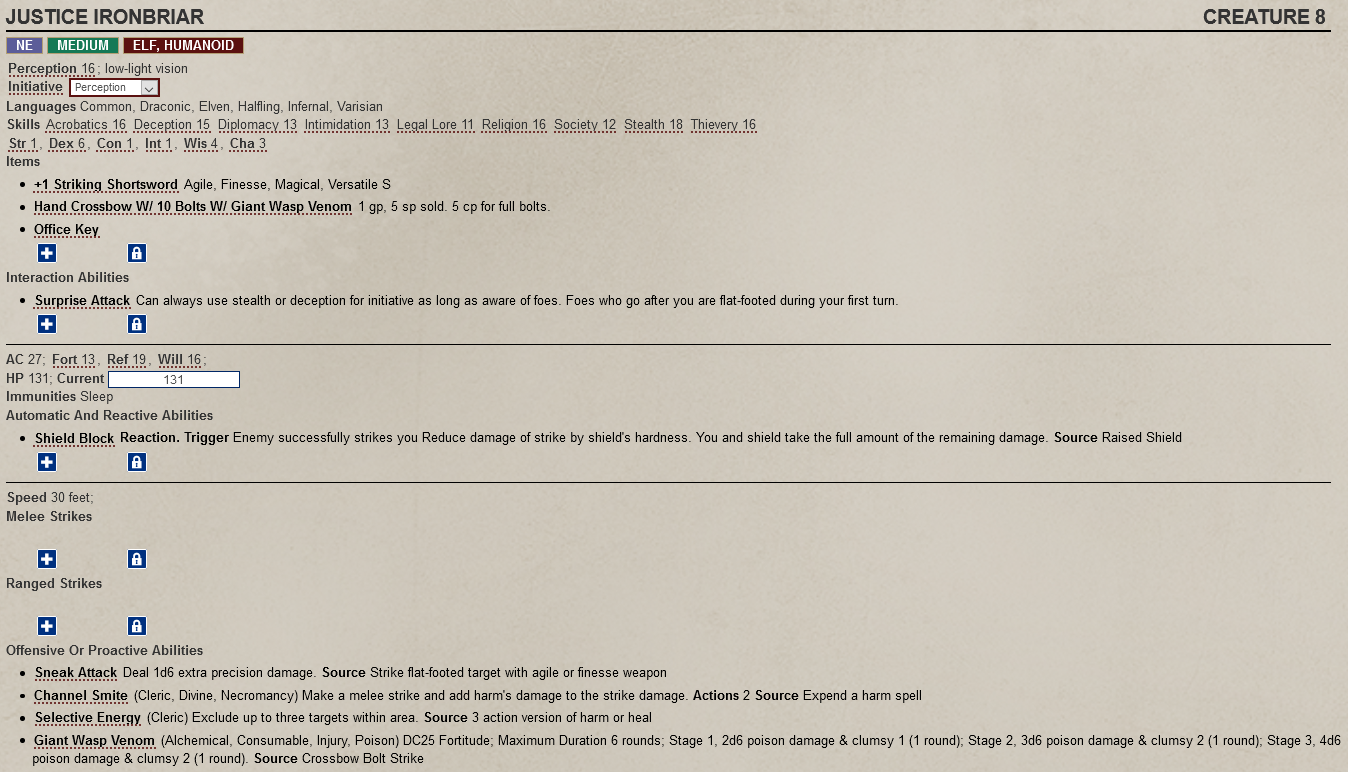 JUSTICE IRONBRIAR CREATURE 8
NE MEDIUM ELF, HUMANOID
Perception 16; low-light vision
Initiative Perception
Languages Common, Draconic, Elven, Halfling, Infernal, Varisian
Skills Acrobatics 16 Deception 15 Diplomacy 13 Intimidation 13 Legal Lore 11 Religion 16 Society 12 Stealth 18 Thievery 16
Str 1, Dex 6, Con 1, Int 1, Wis 4, Cha 3
Items
• +1 Striking Shortsword Agile, Finesse, Magical, Versatile S
• Hand Crossbow W/ 10 Bolts W/ Giant Wasp Venom 1 gp, 5 sp sold. 5 cp for full bolts.
• Office Key
Interaction Abilities
• Surprise Attack Can always use stealth or deception for initiative as long as aware of foes. Foes who go after you are flat-footed during your first turn.
AC 27; Fort 13, Ref 19, Will 16;
HP 131; Current 131
Immunities Sleep
Automatic And Reactive Abilities
• Shield Block Reaction. Trigger Enemy successfully strikes you Reduce damage of strike by shield's hardness. You and shield take the full amount of the remaining damage. Source Raised Shield
Speed 30 feet;
Melee Strikes
Ranged Strikes
Offensive Or Proactive Abilities
• Sneak Attack Deal 1d6 extra precision damage. Source Strike flat-footed target with agile or finesse weapon
• Channel Smite (Cleric, Divine, Necromancy) Make a melee strike and add harm's damage to the strike damage. Actions 2 Source Expend a harm spell
• Selective Energy (Cleric) Exclude up to three targets within area. Source 3 action version of harm or heal
• Giant Wasp Venom (Alchemical, Consumable, Injury, Poison) DC25 Fortitude; Maximum Duration 6 rounds; Stage 1, 2d6 poison damage & clumsy 1 (1 round); Stage 2, 3d6 poison damage & clumsy 2 (1 round); Stage 3, 4d6
poison damage & clumsy 2 (1 round). Source Crossbow Bolt Strike